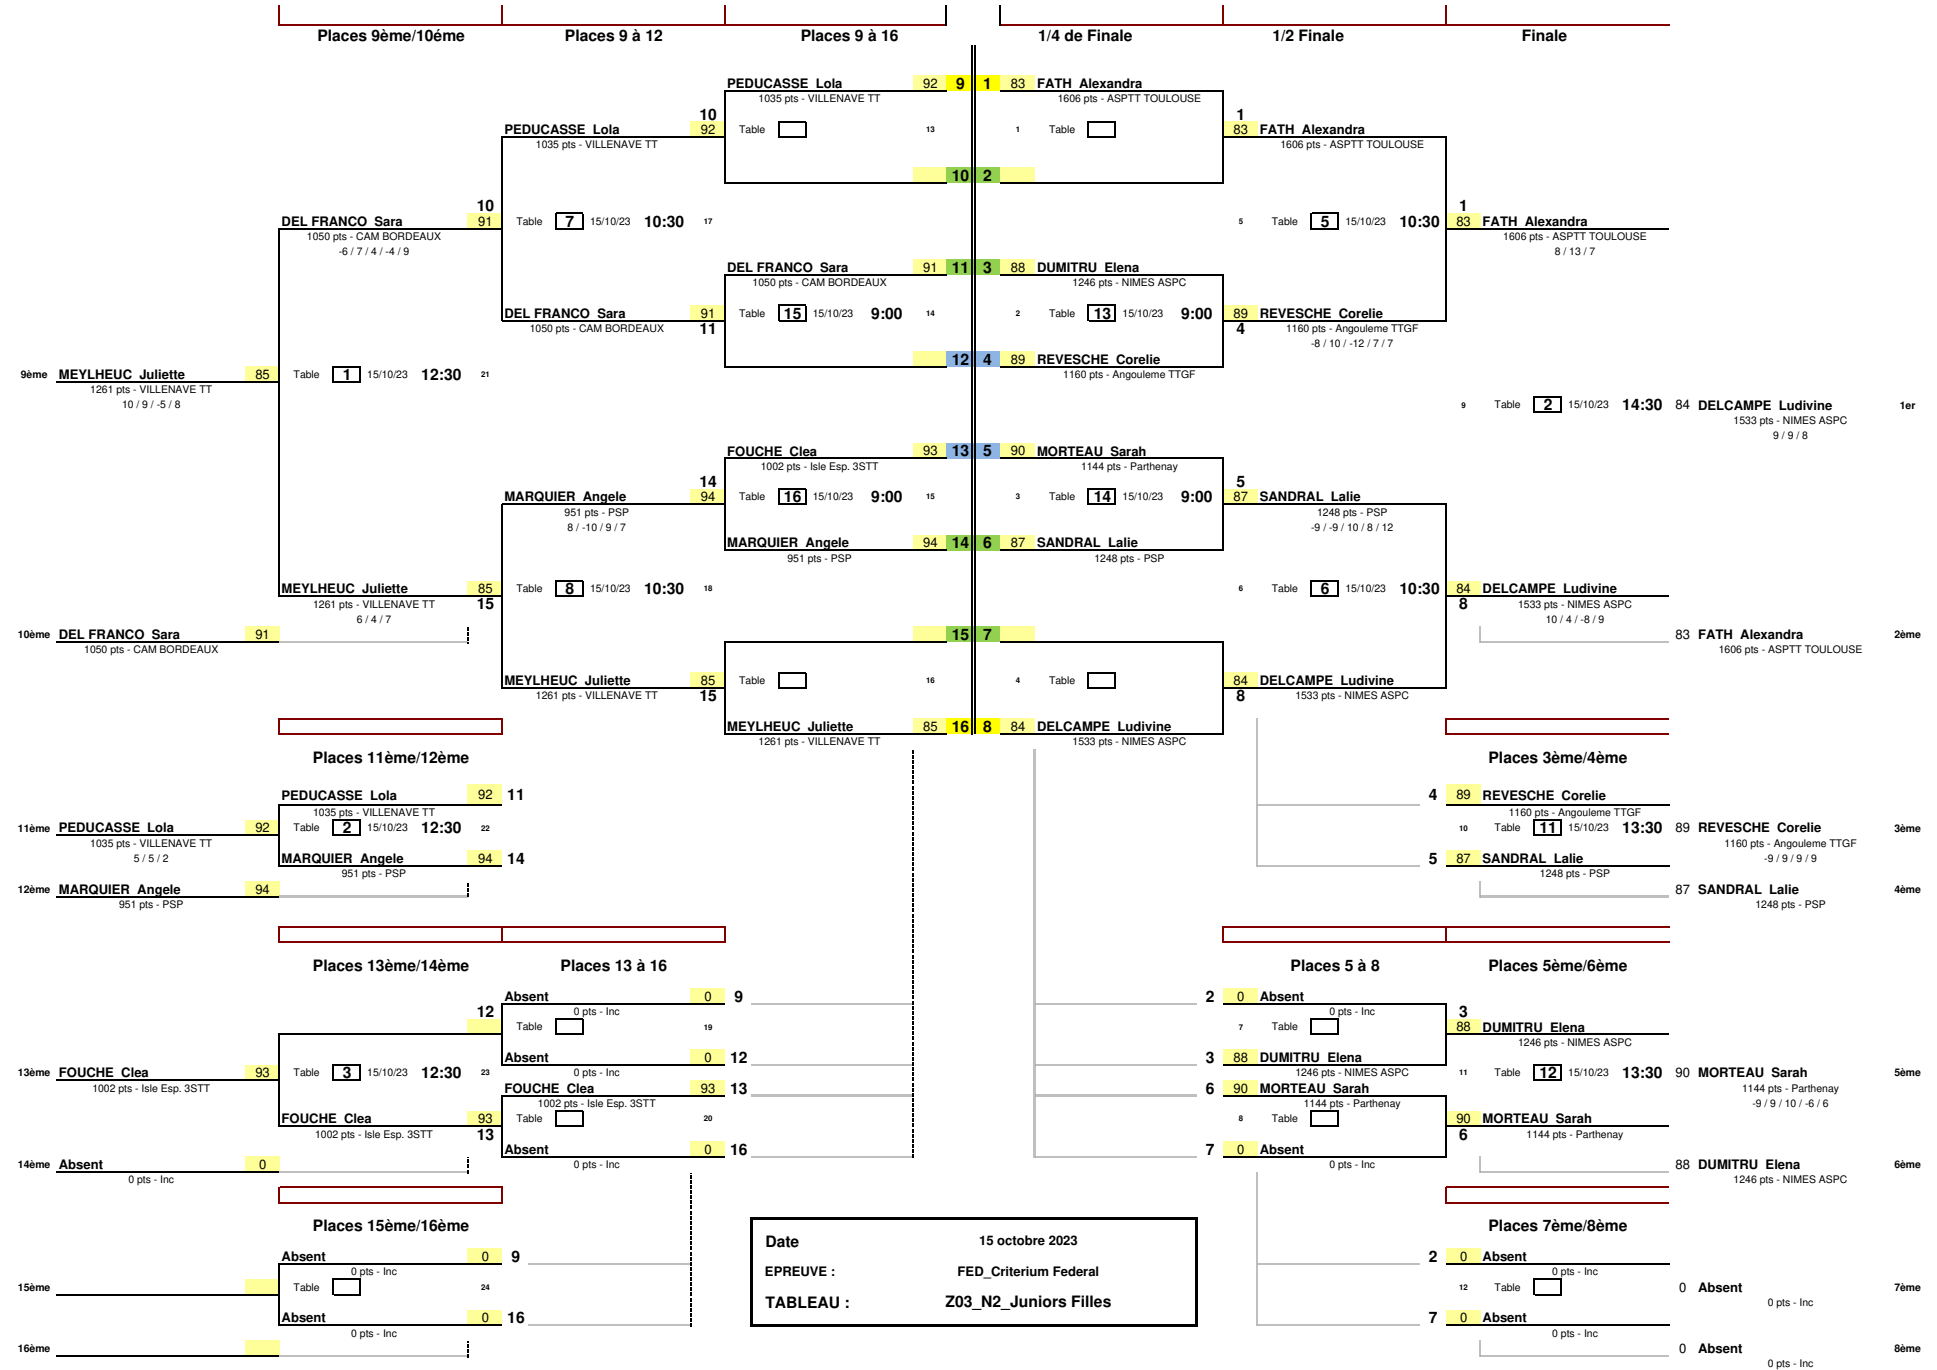 Places 9ème/10éme Places 9 à 12 Places 9 à 16 1/4 de Finale 1/2 Finale Finale
PEDUCASSE Lola 92 9 1 83 FATH Alexandra
1035 pts - VILLENAVE TT 1606 pts - ASPTT TOULOUSE
10 1
PEDUCASSE Lola 92 Table 13 1 Table 83 FATH Alexandra
1035 pts - VILLENAVE TT 1606 pts - ASPTT TOULOUSE
10 2
10 1
DEL FRANCO Sara 91 Table 7 15/10/23 10:30 17 5 Table 5 15/10/23 10:30 83 FATH Alexandra
1050 pts - CAM BORDEAUX 1606 pts - ASPTT TOULOUSE
-6 / 7 / 4 / -4 / 9 8 / 13 / 7
DEL FRANCO Sara 91 11 3 88 DUMITRU Elena
1050 pts - CAM BORDEAUX 1246 pts - NIMES ASPC
DEL FRANCO Sara 91 Table 15 15/10/23 9:00 14 2 Table 13 15/10/23 9:00 89 REVESCHE Corelie
1050 pts - CAM BORDEAUX 11 4 1160 pts - Angouleme TTGF
-8 / 10 / -12 / 7 / 7
12 4 89 REVESCHE Corelie
1160 pts - Angouleme TTGF
9ème MEYLHEUC Juliette 85 Table 1 15/10/23 12:30 21
1261 pts - VILLENAVE TT
10 / 9 / -5 / 8
9 Table 2 15/10/23 14:30 84 DELCAMPE Ludivine 1er
1533 pts - NIMES ASPC
9 / 9 / 8
FOUCHE Clea 93 13 5 90 MORTEAU Sarah
1002 pts - Isle Esp. 3STT 1144 pts - Parthenay
14 5
MARQUIER Angele 94 Table 16 15/10/23 9:00 15 3 Table 14 15/10/23 9:00 87 SANDRAL Lalie
951 pts - PSP 1248 pts - PSP
8 / -10 / 9 / 7 -9 / -9 / 10 / 8 / 12
MARQUIER Angele 94 14 6 87 SANDRAL Lalie
951 pts - PSP 1248 pts - PSP
MEYLHEUC Juliette 85 Table 8 15/10/23 10:30 18 6 Table 6 15/10/23 10:30 84 DELCAMPE Ludivine
1261 pts - VILLENAVE TT 15 8 1533 pts - NIMES ASPC
6 / 4 / 7 10 / 4 / -8 / 9
10ème DEL FRANCO Sara 91 15 7 83 FATH Alexandra 2ème
1050 pts - CAM BORDEAUX 1606 pts - ASPTT TOULOUSE
MEYLHEUC Juliette 85 Table 16 4 Table 84 DELCAMPE Ludivine
1261 pts - VILLENAVE TT 15 8 1533 pts - NIMES ASPC
MEYLHEUC Juliette 85 16 8 84 DELCAMPE Ludivine
1261 pts - VILLENAVE TT 1533 pts - NIMES ASPC
Places 11ème/12ème Places 3ème/4ème
PEDUCASSE Lola 92 11 4 89 REVESCHE Corelie
1035 pts - VILLENAVE TT 1160 pts - Angouleme TTGF
11ème PEDUCASSE Lola 92 Table 2 15/10/23 12:30 22 10 Table 11 15/10/23 13:30 89 REVESCHE Corelie 3ème
1035 pts - VILLENAVE TT 1160 pts - Angouleme TTGF
5 / 5 / 2 -9 / 9 / 9 / 9
MARQUIER Angele 94 14 5 87 SANDRAL Lalie
951 pts - PSP 1248 pts - PSP
12ème MARQUIER Angele 94 87 SANDRAL Lalie 4ème
951 pts - PSP 1248 pts - PSP
Places 13ème/14ème Places 13 à 16 Places 5 à 8 Places 5ème/6ème
Absent 0 9 2 0 Absent
0 pts - Inc 0 pts - Inc
12 3
Table 19 7 Table 88 DUMITRU Elena
1246 pts - NIMES ASPC
Absent 0 12 3 88 DUMITRU Elena
0 pts - Inc 1246 pts - NIMES ASPC
13ème FOUCHE Clea 93 Table 3 15/10/23 12:30 23 11 Table 12 15/10/23 13:30 90 MORTEAU Sarah 5ème
1002 pts - Isle Esp. 3STT 1144 pts - Parthenay
-9 / 9 / 10 / -6 / 6
FOUCHE Clea 93 13 6 90 MORTEAU Sarah
1002 pts - Isle Esp. 3STT 1144 pts - Parthenay
FOUCHE Clea 93 Table 20 8 Table 90 MORTEAU Sarah
1002 pts - Isle Esp. 3STT 13 6 1144 pts - Parthenay
Absent 0 16 7 0 Absent
0 pts - Inc 0 pts - Inc
14ème Absent 0 88 DUMITRU Elena 6ème
0 pts - Inc 1246 pts - NIMES ASPC
Places 15ème/16ème Places 7ème/8ème
Date 15 octobre 2023
Absent 0 9 2 0 Absent
0 pts - Inc 0 pts - Inc
EPREUVE : FED_Criterium Federal
15ème Table 24 12 Table 0 Absent 7ème
0 pts - Inc
TABLEAU : Z03_N2_Juniors Filles
Absent 0 16 7 0 Absent
0 pts - Inc 0 pts - Inc
16ème 0 Absent 8ème
0 pts - Inc